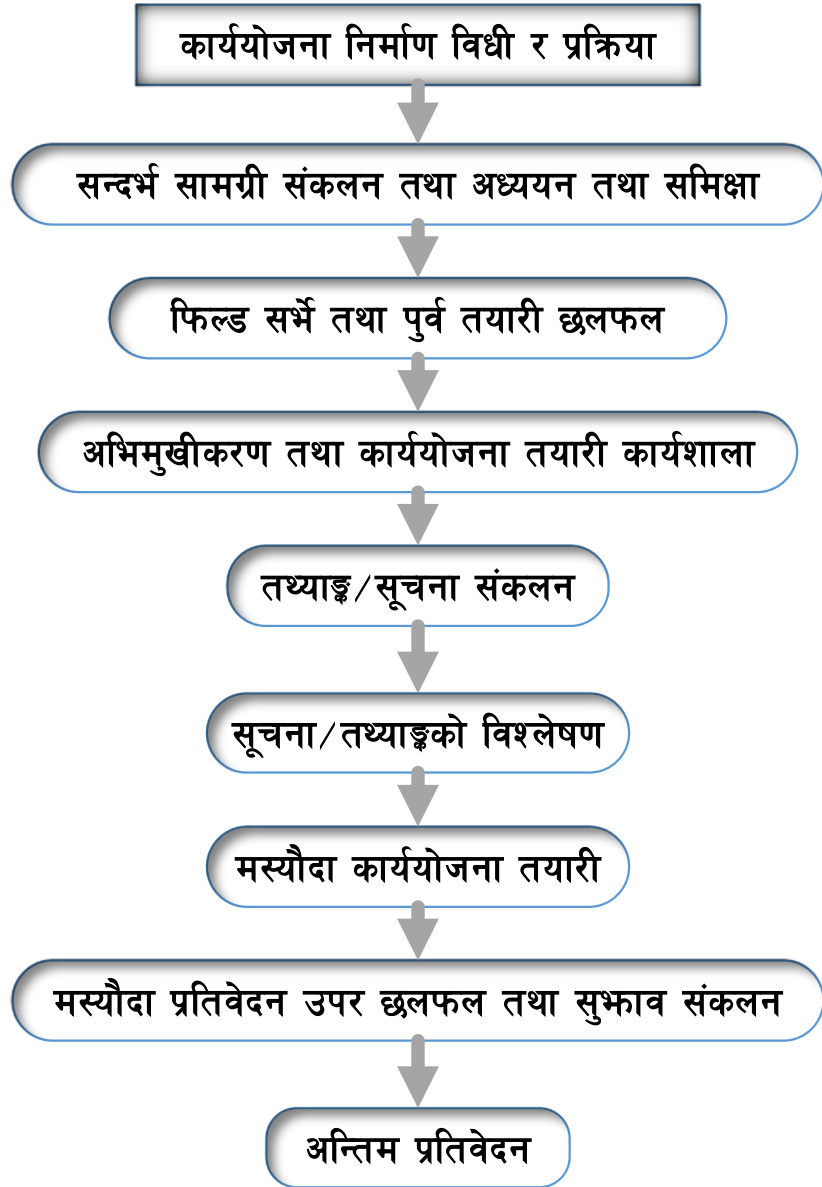 कार्ययोजना निर्माण विधी र प्रक्रिया
सन्दर्भ सामग्री संकलन तथा अध्ययन तथा समिक्षा
फिल्ड सर्भे तथा पुर्व तयारी छलफल
अभिमुखीकरण तथा कार्ययोजना तयारी कार्यशाला
तथ्याङ्क/सूचना संकलन
सूचना/तथ्याङ्कको विश्लेषण
मस्यौदा कार्ययोजना तयारी
मस्यौदा प्रतिवेदन उपर छलफल तथा सुझाव संकलन
अन्तिम प्रतिवेदन